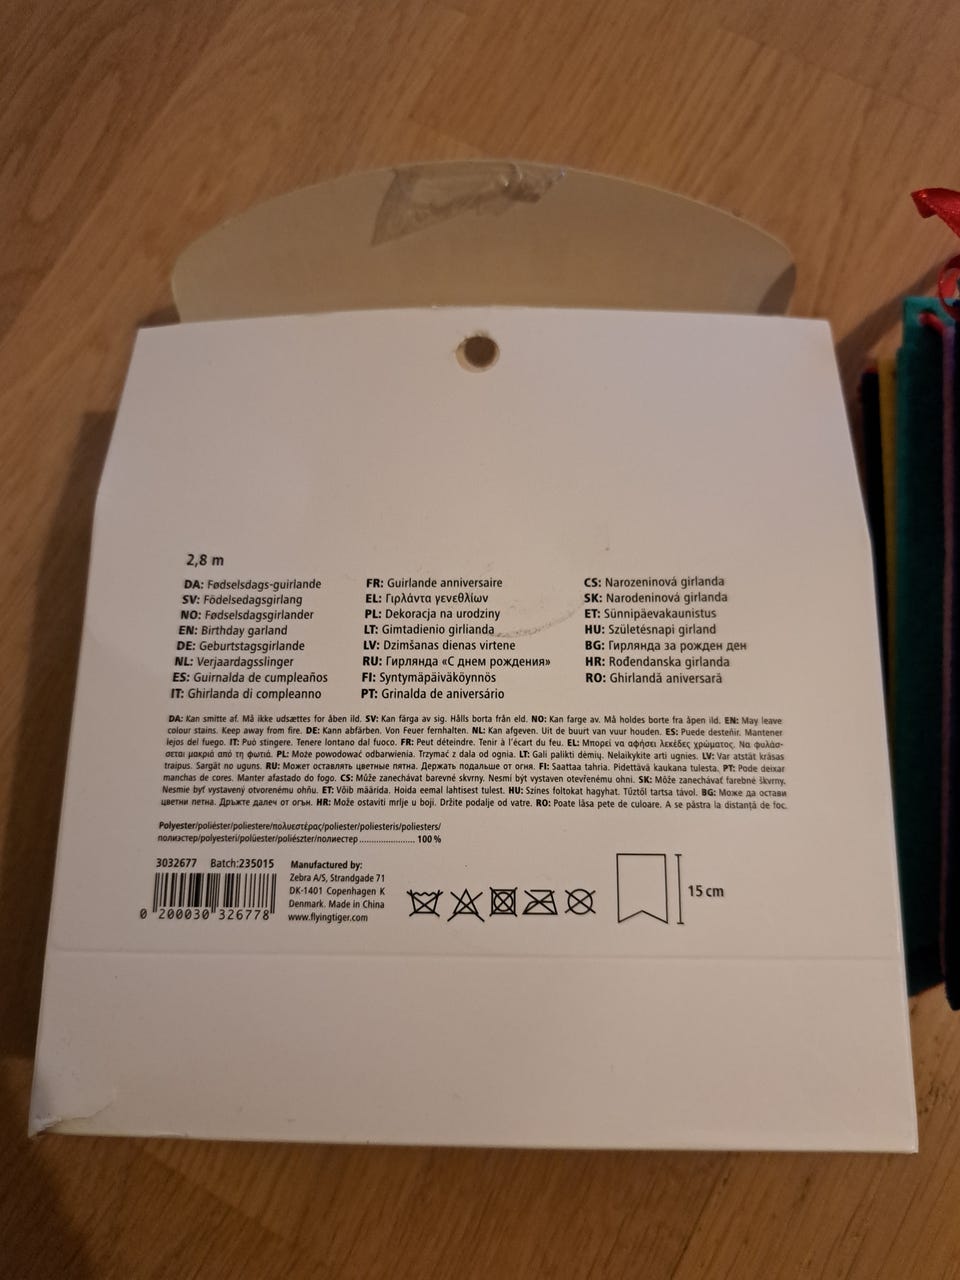 2,8 m
DA: Fødselsdags-guirlande
SV: Födelsedagsgirlang
NO: Fødselsdagsgirlander
EN: Birthday garland
DE: Geburtstagsgirlande
NL: Verjaardagsslinger
ES: Guirnalda de cumpleaños
IT: Ghirlanda di compleanno
FR: Guirlande anniversaire
EL: Γιρλάντα γενεθλίων
PL: Dekoracja na urodziny
LT: Gimtadienio girlianda
LV: Dzimšanas dienas virtene
RU: Гирлянда «С днем рождения»
FI: Syntymäpäiväköynnös
PT: Grinalda de aniversário
CS: Narozeninová girlanda
SK: Narodeninová girlanda
ET: Sünnipäevakaunistus
HU: Születésnapi girland
BG: Гирлянда за рожден ден
HR: Rođendanska girlanda
RO: Ghirlandă aniversară
DA: Kan smitte af. Må ikke udsættes for åben ild. SV: Kan färga av sig. Hålls borta från eld. NO: Kan farge av. Må holdes borte fra åpen ild. EN: May leave
colour stains. Keep away from fire. DE: Kann abfärben. Von Feuer fernhalten. NL: Kan afgeven. Uit de buurt van vuur houden. ES: Puede desteñir. Mantener
lejos del fuego. IT: Può stingere. Tenere lontano dal fuoco. FR: Peut déteindre. Tenir à l'écart du feu. EL: Μπορεί να αφήσει λεκέδες χρώματος. Να φυλάσ-
σεται μακριά από τη φωτιά. PL: Może powodować odbarwienia. Trzymać z dala od ognia. LT: Gali palikti dėmių. Nelaikykite arti ugnies. LV: Var atstāt krāsas
traipus. Sargāt no uguns. RU: Может оставлять цветные пятна. Держать подальше от огня. FI: Saattaa tahria. Pidettävä kaukana tulesta. PT: Pode deixar
manchas de cores. Manter afastado do fogo. CS: Může zanechávat barevné skvrny. Nesmí být vystaven otevřenému ohni. SK: Môže zanechávať farebné škvrny.
Nesmie byť vystavený otvorenému ohňu. ET: Võib määrida. Hoida eemal lahtisest tulest. HU: Színes foltokat hagyhat. Tűztől tartsa távol. BG: Може да остави
цветни петна. Дръжте далеч от огън. HR: Može ostaviti mrlje u boji. Držite podalje od vatre. RO: Poate lăsa pete de culoare. A se păstra la distanță de foc.
Polyester/poliéster/poliestere/πολυεστέρας/poliester/poliesteris/poliesters/
полиэстер/polyesteri/polüester/poliészter/полиестер ........................ 100 %
3032677 Batch:235015
0 200030 326778
Manufactured by:
Zebra A/S, Strandgade 71
DK-1401 Copenhagen K
Denmark. Made in China
www.flyingtiger.com
15 cm